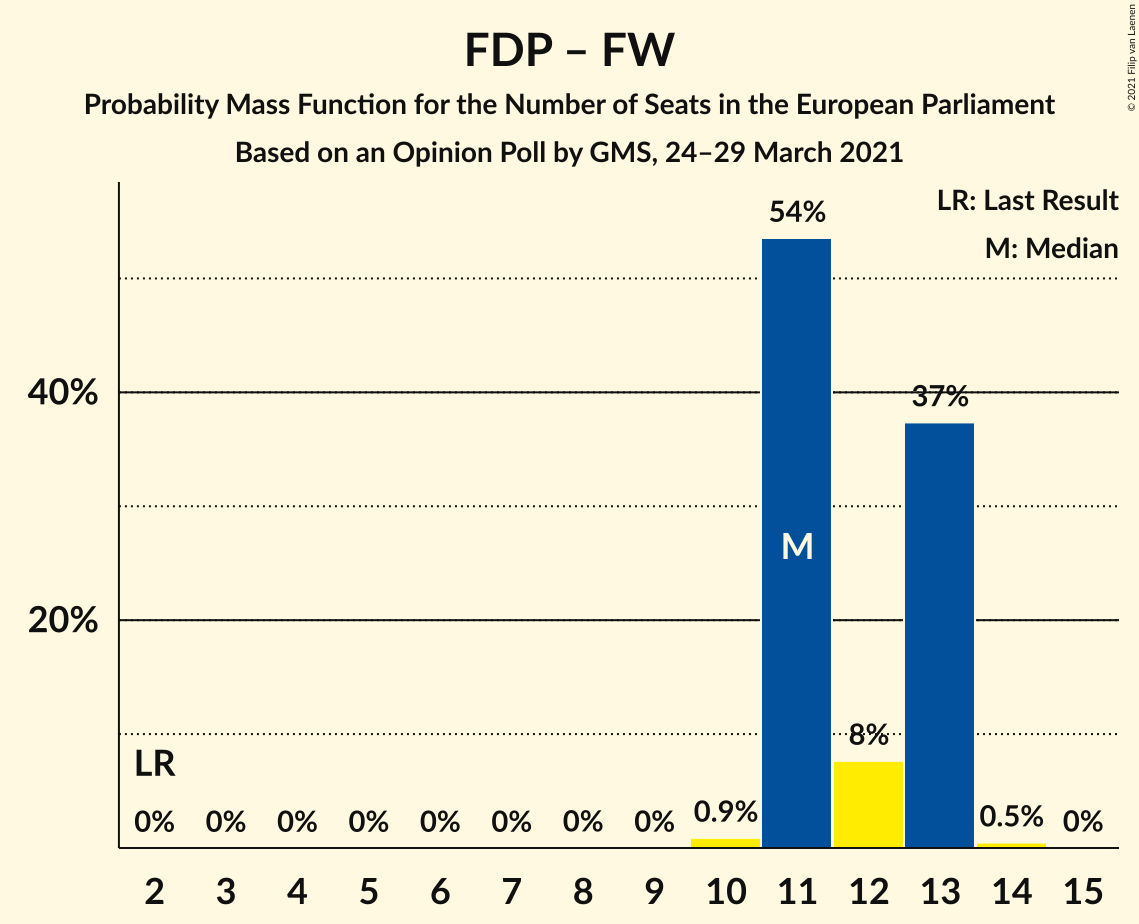 FDP – FW
Probability Mass Function for the Number of Seats in the European Parliament
Based on an Opinion Poll by GMS, 24–29 March 2021
© 2021 Filip van Laenen
LR: Last Result
M: Median
54%
40%
37%
M
20%
8%
LR
0% 0% 0% 0% 0% 0% 0% 0% 0.9% 0.5% 0%
2 3 4 5 6 7 8 9 10 11 12 13 14 15